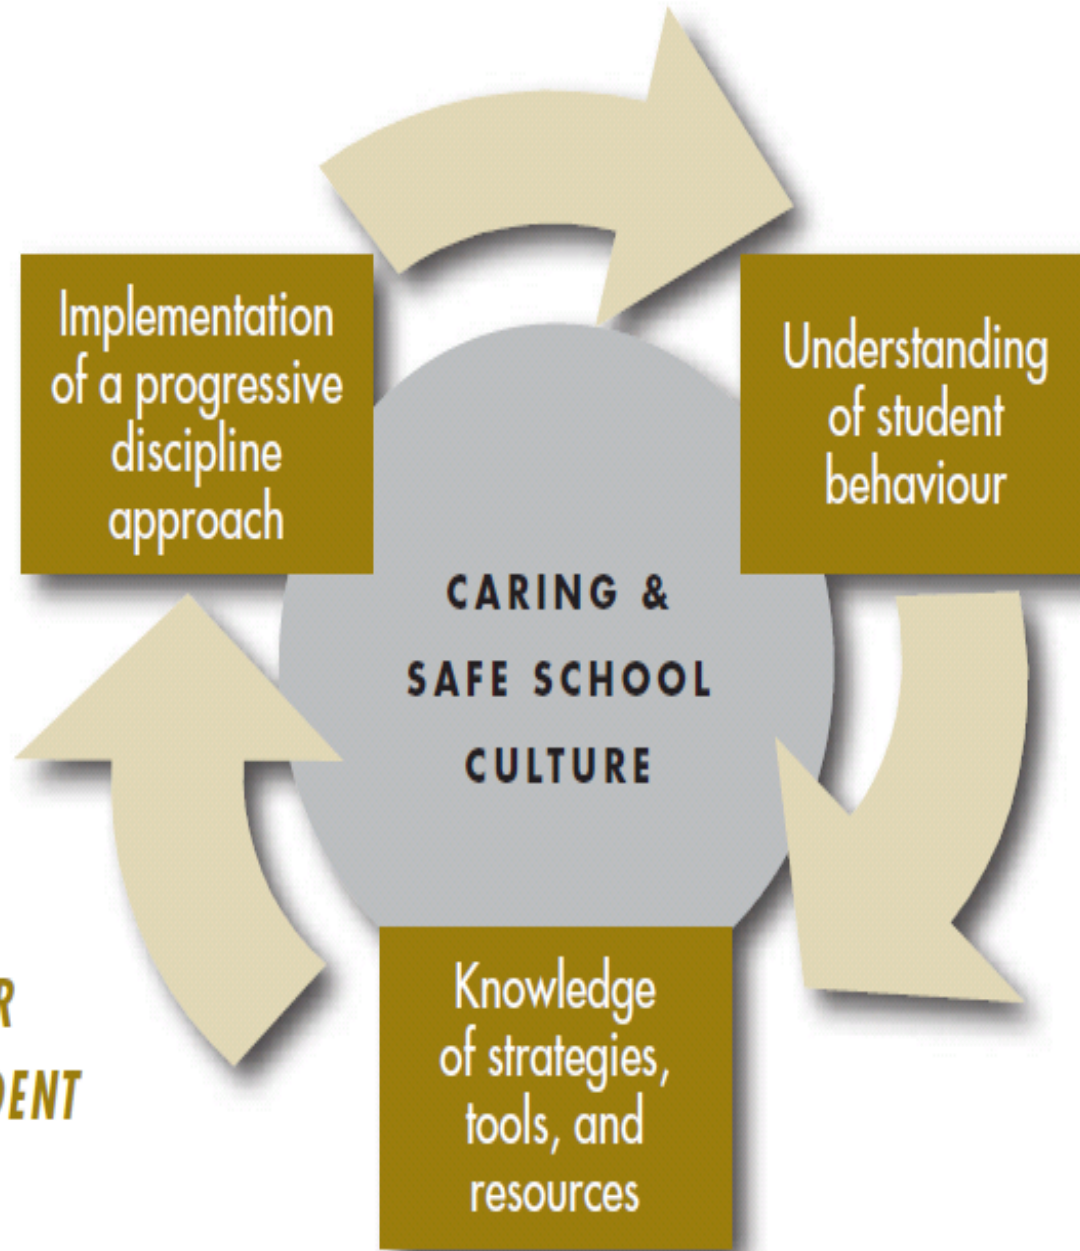 Implementation
of a progressive
discipline
approach
Understanding
of student
behaviour
CARING &
SAFE SCHOOL
CULTURE
Knowledge
of strategies,
tools, and
resources